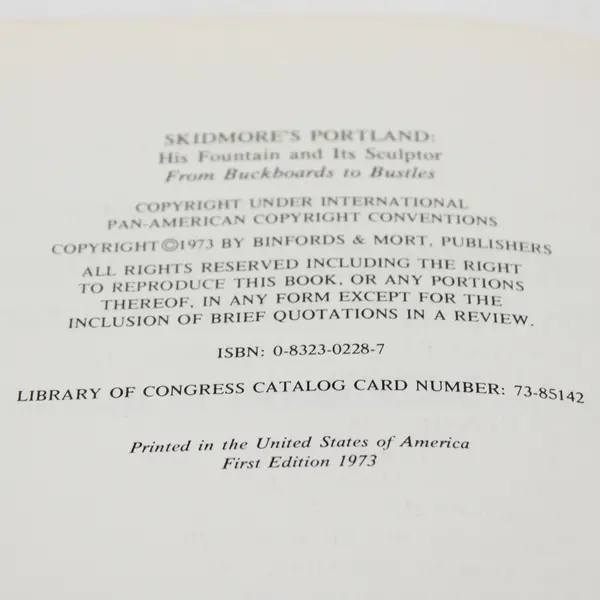 SKIDMORE'S PORTLAND:
His Fountain and Its Sculptor
From Buckboards to Bustles
COPYRIGHT UNDER INTERNATIONAL
PAN-AMERICAN COPYRIGHT CONVENTIONS
COPYRIGHT©1973 BY BINFORDS & MORT, PUBLISHERS
ALL RIGHTS RESERVED INCLUDING THE RIGHT
TO REPRODUCE THIS BOOK, OR ANY PORTIONS
THEREOF, IN ANY FORM EXCEPT FOR THE
INCLUSION OF BRIEF QUOTATIONS IN A REVIEW.
ISBN: 0-8323-0228-7
LIBRARY OF CONGRESS CATALOG CARD NUMBER: 73-85142
Printed in the United States of America
First Edition 1973